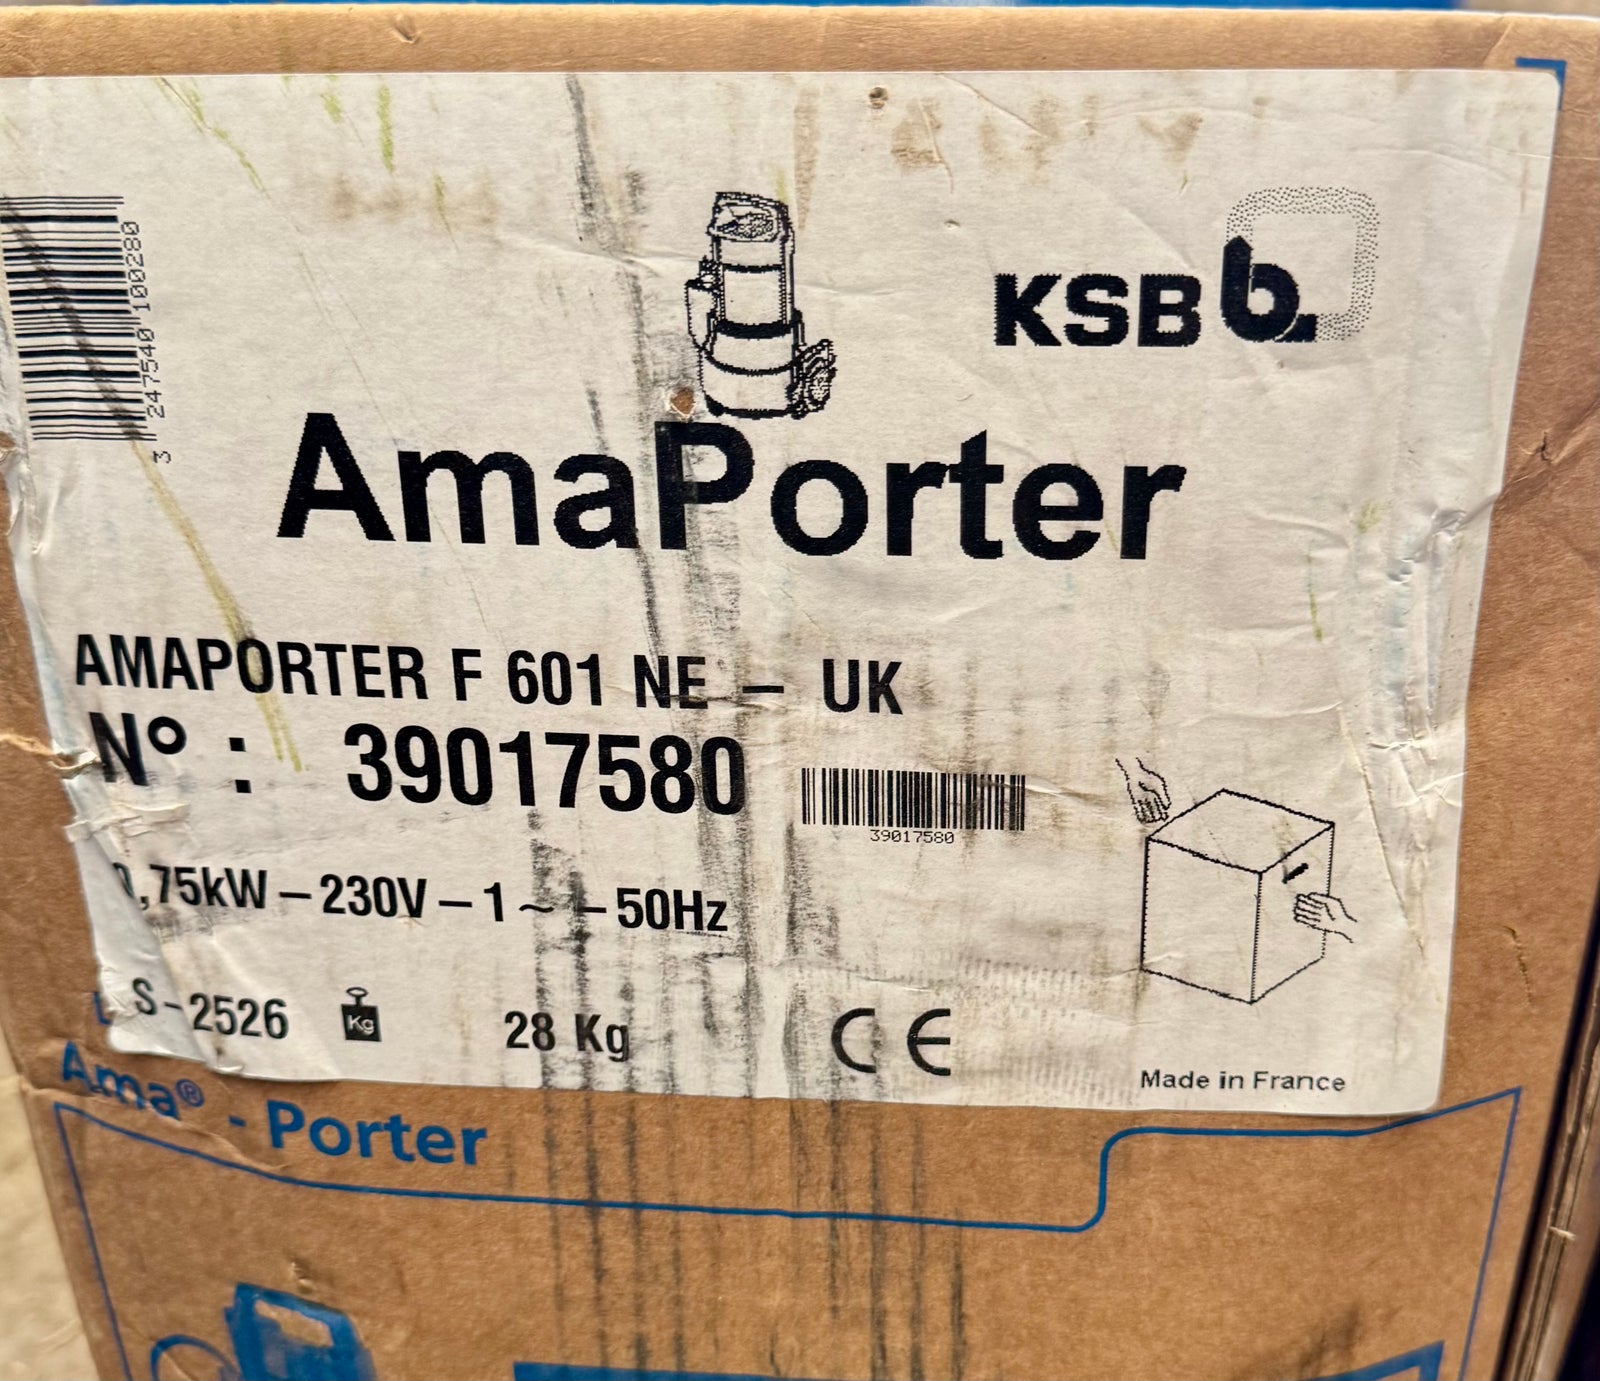 3 247540 100280
KSB b.
AmaPorter
AMAPORTER F 601 NE – UK
Nº : 39017580
39017580
,75kW – 230V – 1 ~ – 50Hz
S-2526 Kg 28 Kg CE
Made in France
Ama® - Porter